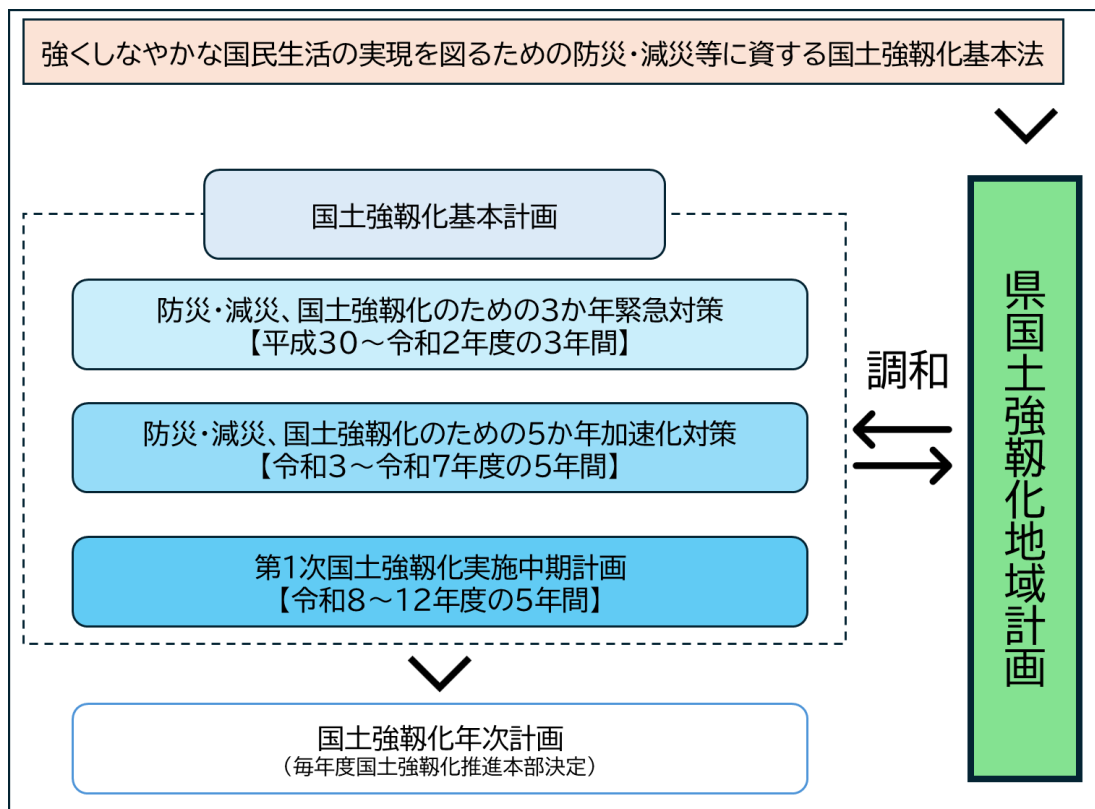 強くしなやかな国民生活の実現を図るための防災・減災等に資する国土強靱化基本法
国土強靱化基本計画
防災・減災、国土強靱化のための3か年緊急対策
【平成30～令和2年度の3年間】
防災・減災、国土強靱化のための5か年加速化対策
【令和3～令和7年度の5年間】
第1次国土強靱化実施中期計画
【令和8～12年度の5年間】
国土強靱化年次計画
（毎年度国土強靱化推進本部決定）
調和
県国土強靱化地域計画